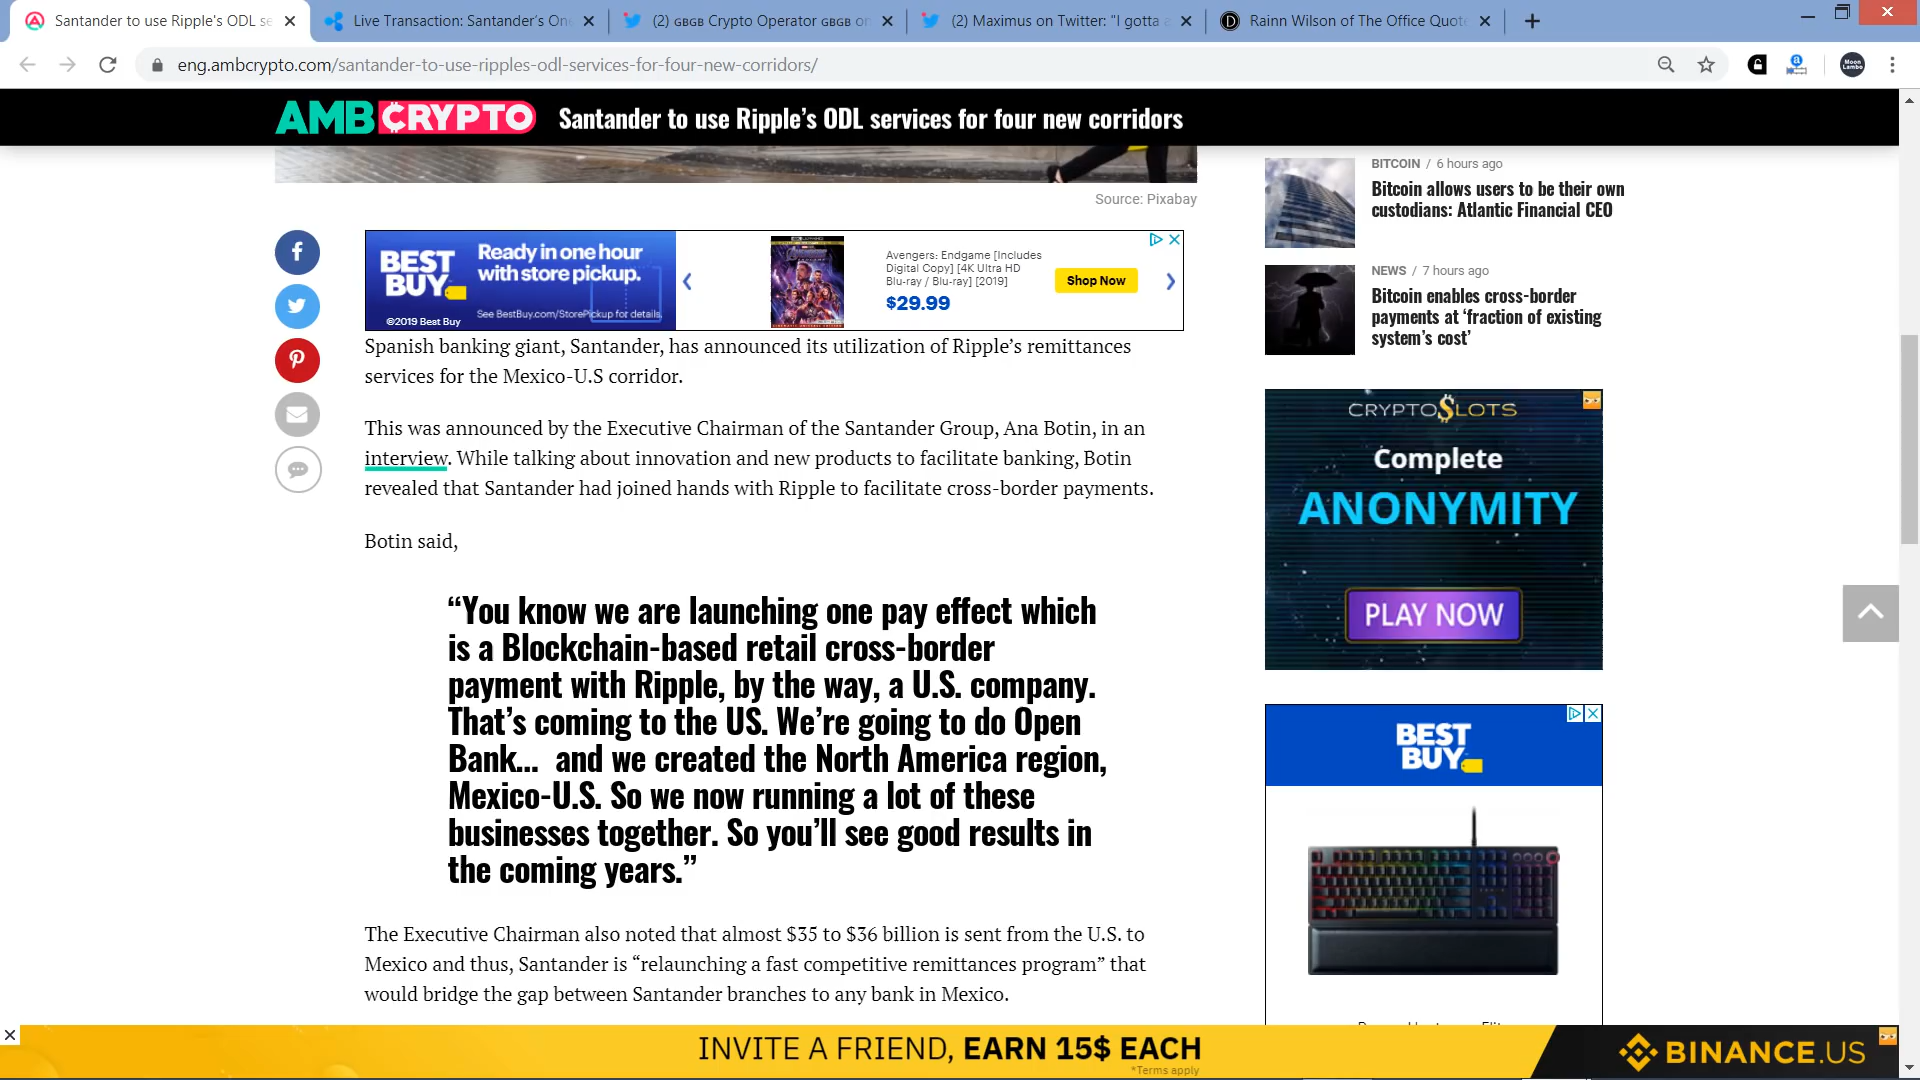 Santander to use Ripple's ODL se
Live Transaction: Santander's On
(2) GBGB Crypto Operator GBGB on
(2) Maximus on Twitter: "I gotta
Rainn Wilson of The Office Quot
eng.ambcrypto.com/santander-to-use-ripples-odl-services-for-four-new-corridors/
Moon
Lambo
AMBCRYPTO
Santander to use Ripple’s ODL services for four new corridors
Source: Pixabay
BEST
BUY
©2019 Best Buy
Ready in one hour
with store pickup.
See BestBuy.com/StorePickup for details.
Avengers: Endgame [Includes
Digital Copy] [4K Ultra HD
Blu-ray / Blu-ray] [2019]
$29.99
Shop Now
Spanish banking giant, Santander, has announced its utilization of Ripple’s remittances
services for the Mexico-U.S corridor.
This was announced by the Executive Chairman of the Santander Group, Ana Botin, in an
interview. While talking about innovation and new products to facilitate banking, Botin
revealed that Santander had joined hands with Ripple to facilitate cross-border payments.
Botin said,
“You know we are launching one pay effect which
is a Blockchain-based retail cross-border
payment with Ripple, by the way, a U.S. company.
That’s coming to the US. We’re going to do Open
Bank… and we created the North America region,
Mexico-U.S. So we now running a lot of these
businesses together. So you’ll see good results in
the coming years.”
The Executive Chairman also noted that almost $35 to $36 billion is sent from the U.S. to
Mexico and thus, Santander is “relaunching a fast competitive remittances program” that
would bridge the gap between Santander branches to any bank in Mexico.
BITCOIN / 6 hours ago
Bitcoin allows users to be their own
custodians: Atlantic Financial CEO
NEWS / 7 hours ago
Bitcoin enables cross-border
payments at ‘fraction of existing
system’s cost’
CRYPTO$LOTS
Complete
ANONYMITY
PLAY NOW
BEST
BUY
INVITE A FRIEND, EARN 15$ EACH
*Terms apply
BINANCE.US